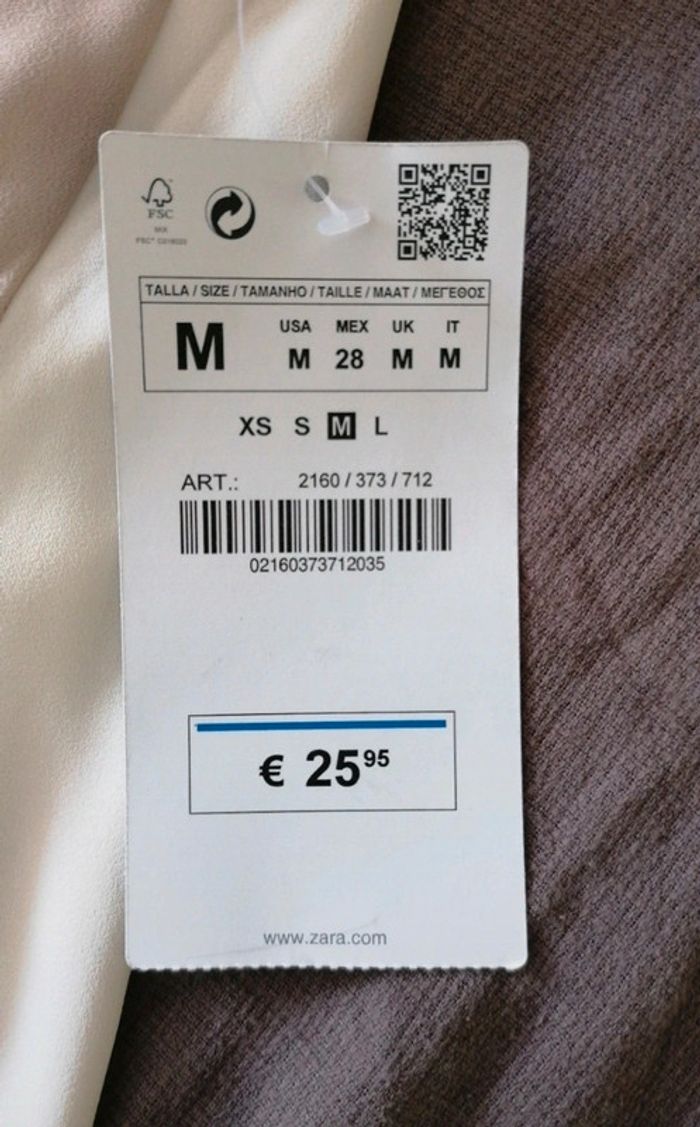 FSC
MIX
TALLA / SIZE / TAMANHO / TAILLE / MAAT / ΜΕΓΕΘΟΣ
M
USA MEX UK IT
M 28 M M
XS S M L
ART.: 2160 / 373 / 712
02160373712035
€ 25 95
www.zara.com